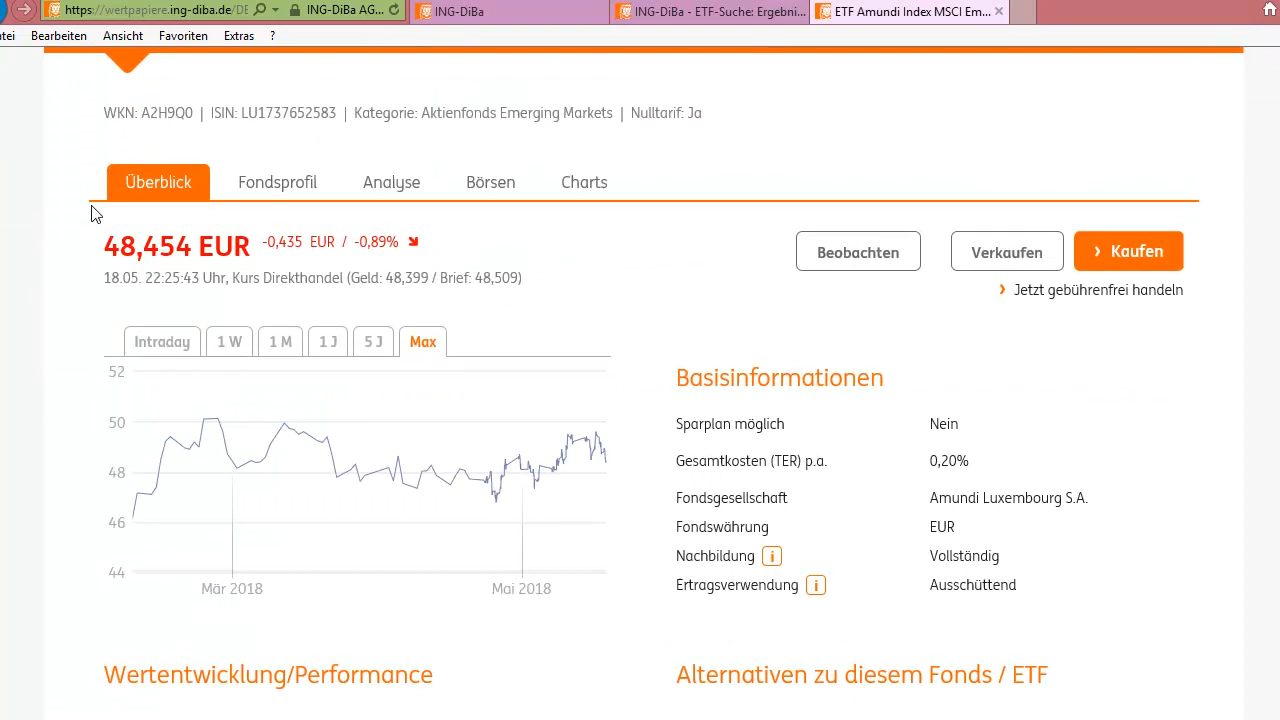 https://wertpapiere.ing-diba.de/DE
ING-DiBa AG...
ING-DiBa
ING-DiBa - ETF-Suche: Ergebni...
ETF Amundi Index MSCI Em...
tei Bearbeiten Ansicht Favoriten Extras ?
WKN: A2H9Q0 | ISIN: LU1737652583 | Kategorie: Aktienfonds Emerging Markets | Nulltarif: Ja
Überblick Fondsprofil Analyse Börsen Charts
48,454 EUR -0,435 EUR / -0,89%
18.05. 22:25:43 Uhr, Kurs Direkthandel (Geld: 48,399 / Brief: 48,509)
Beobachten Verkaufen › Kaufen
› Jetzt gebührenfrei handeln
Intraday 1 W 1 M 1 J 5 J Max
52
50
48
46
44
Mär 2018 Mai 2018
Basisinformationen
Sparplan möglich Nein
Gesamtkosten (TER) p.a. 0,20%
Fondsgesellschaft Amundi Luxembourg S.A.
Fondswährung EUR
Nachbildung i Vollständig
Ertragsverwendung i Ausschüttend
Wertentwicklung/Performance
Alternativen zu diesem Fonds / ETF